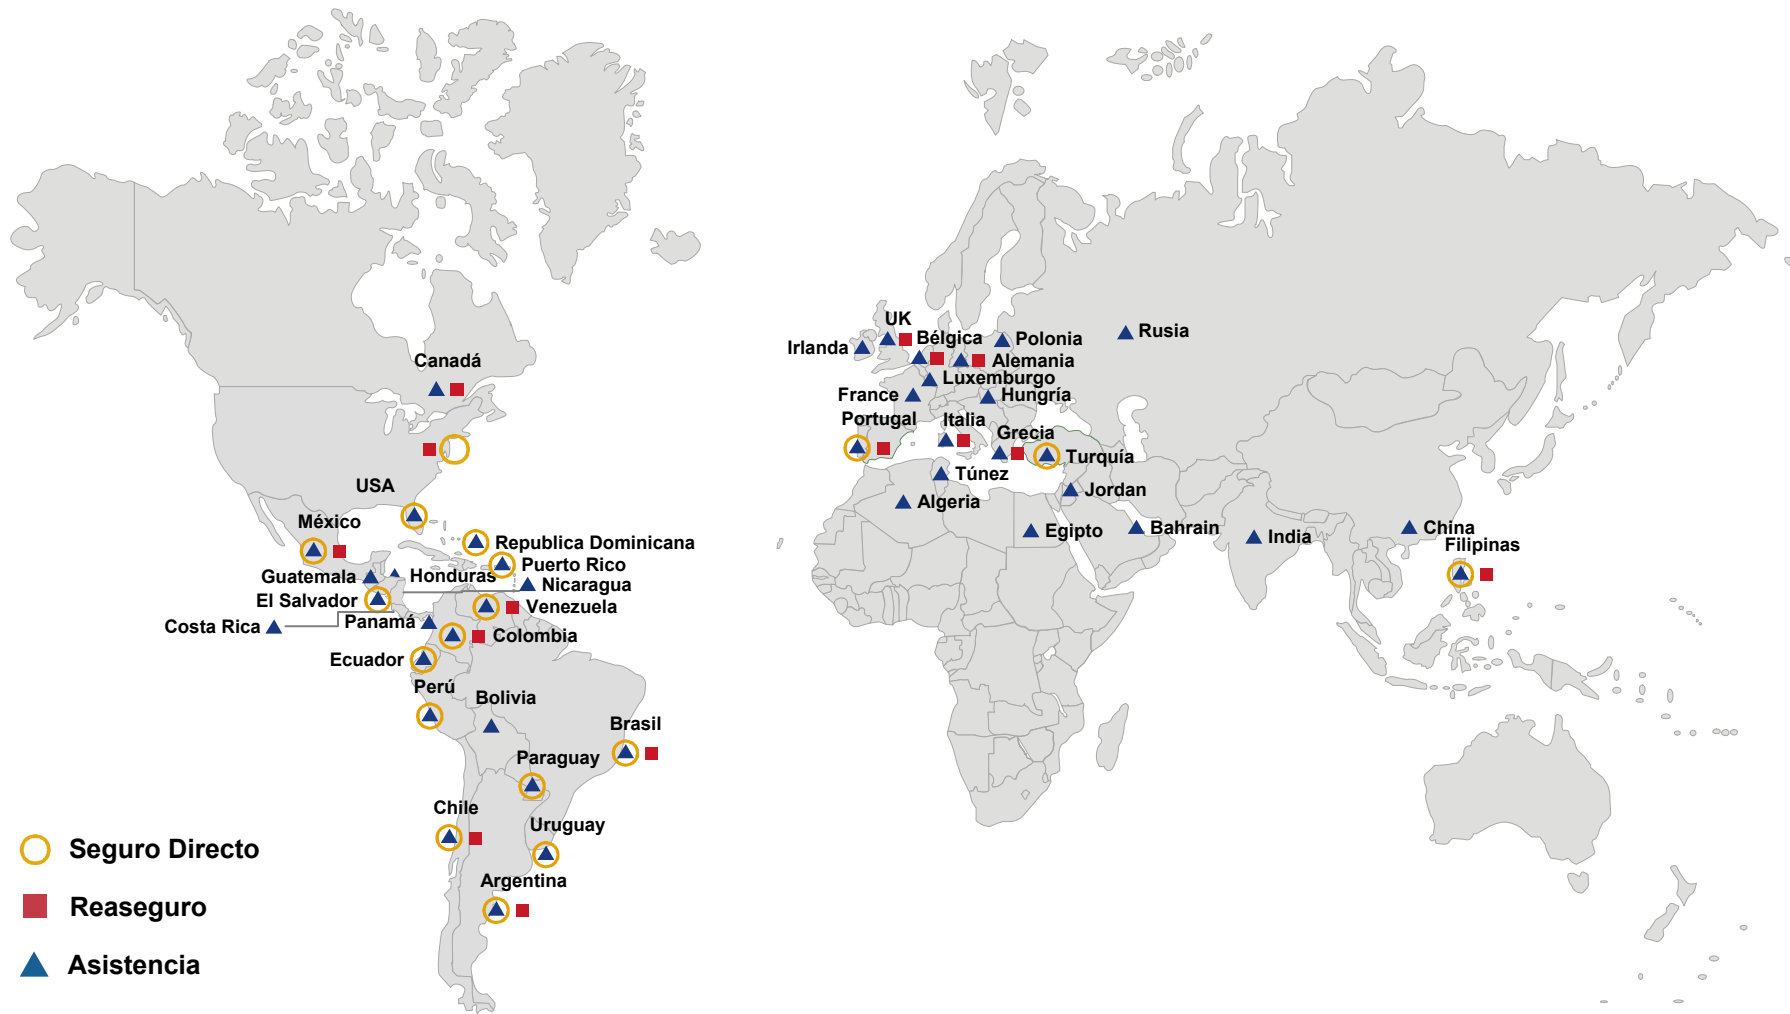 UK
Bélgica
Polonia
Rusia
Irlanda
Alemania
Canadá
Luxemburgo
France
Hungría
Portugal
Italia
Grecia
Turquía
Túnez
USA
Jordan
Algeria
México
Bahrain
China
Egipto
India
Republica Dominicana
Filipinas
Puerto Rico
Guatemala
Honduras
Nicaragua
El Salvador
Venezuela
Costa Rica
Panamá
Colombia
Ecuador
Perú
Bolivia
Brasil
Paraguay
Chile
Uruguay
Argentina
Seguro Directo
Reaseguro
Asistencia